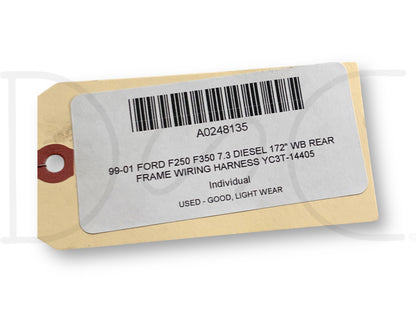 A0248135
99-01 FORD F250 F350 7.3 DIESEL 172" WB REAR
FRAME WIRING HARNESS YC3T-14405
Individual
USED - GOOD, LIGHT WEAR